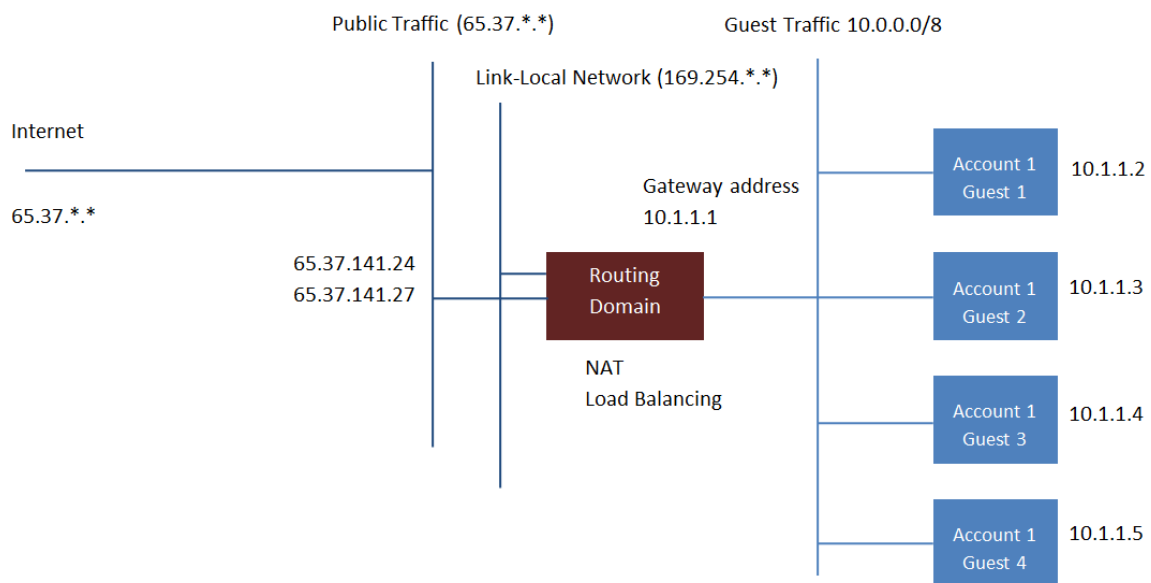 Public Traffic (65.37.*.*)
Guest Traffic 10.0.0.0/8
Link-Local Network (169.254.*.*)
Internet
65.37.*.*
Gateway address
10.1.1.1
65.37.141.24
65.37.141.27
Routing
Domain
NAT
Load Balancing
Account 1
Guest 1
10.1.1.2
Account 1
Guest 2
10.1.1.3
Account 1
Guest 3
10.1.1.4
Account 1
Guest 4
10.1.1.5